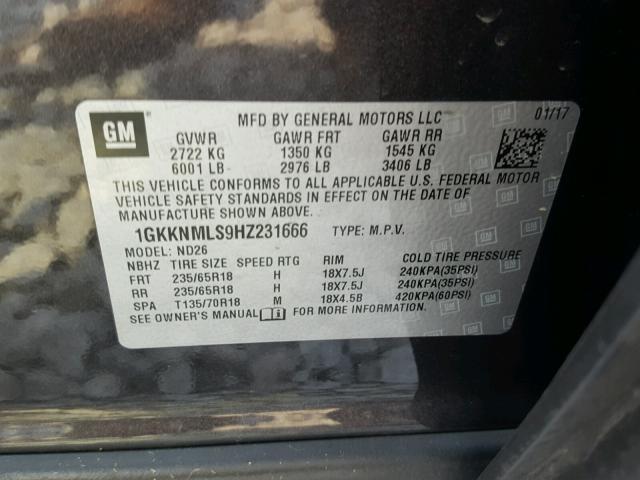 GM
MFD BY GENERAL MOTORS LLC 01/17
GVWR GAWR FRT GAWR RR
2722 KG 1350 KG 1545 KG
6001 LB 2976 LB 3406 LB
THIS VEHICLE CONFORMS TO ALL APPLICABLE U.S. FEDERAL MOTOR
VEHICLE SAFETY STANDARDS IN EFFECT ON THE DATE OF
MANUFACTURE SHOWN ABOVE.
1GKKNMLS9HZ231666 TYPE: M.P.V.
MODEL: ND26
NBHZ TIRE SIZE SPEED RTG RIM COLD TIRE PRESSURE
FRT 235/65R18 H 18X7.5J 240KPA(35PSI)
RR 235/65R18 H 18X7.5J 240KPA(35PSI)
SPA T135/70R18 M 18X4.5B 420KPA(60PSI)
SEE OWNER'S MANUAL FOR MORE INFORMATION.